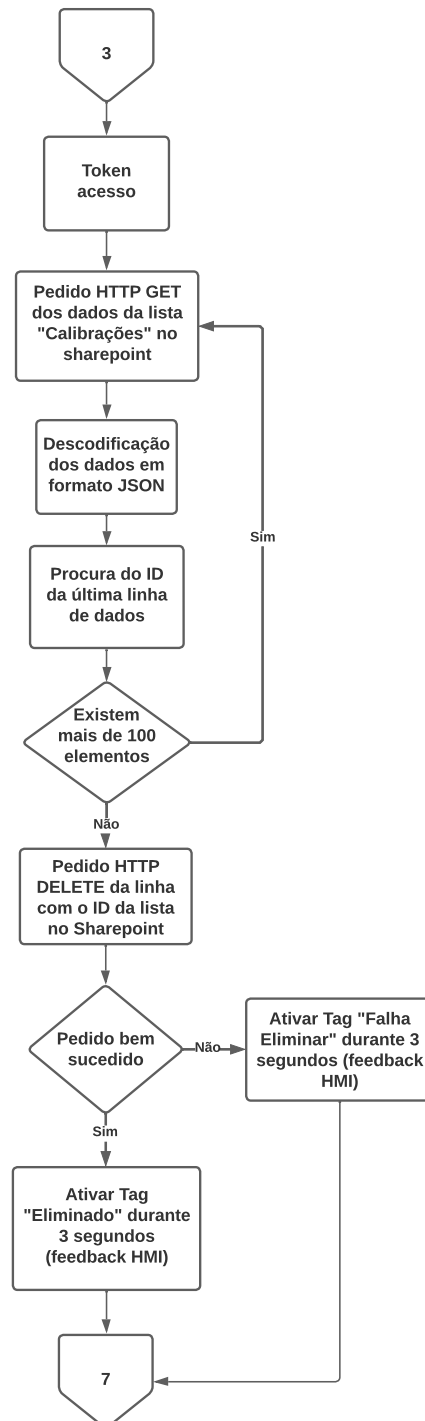 3
Token
acesso
Pedido HTTP GET
dos dados da lista
"Calibrações" no
sharepoint
Descodificação
dos dados em
formato JSON
Procura do ID
da última linha
de dados
Sim
Existem
mais de 100
elementos
Não
Pedido HTTP
DELETE da linha
com o ID da lista
no Sharepoint
Pedido bem
sucedido
Não
Ativar Tag "Falha
Eliminar" durante 3
segundos (feedback
HMI)
Sim
Ativar Tag
"Eliminado" durante
3 segundos
(feedback HMI)
7